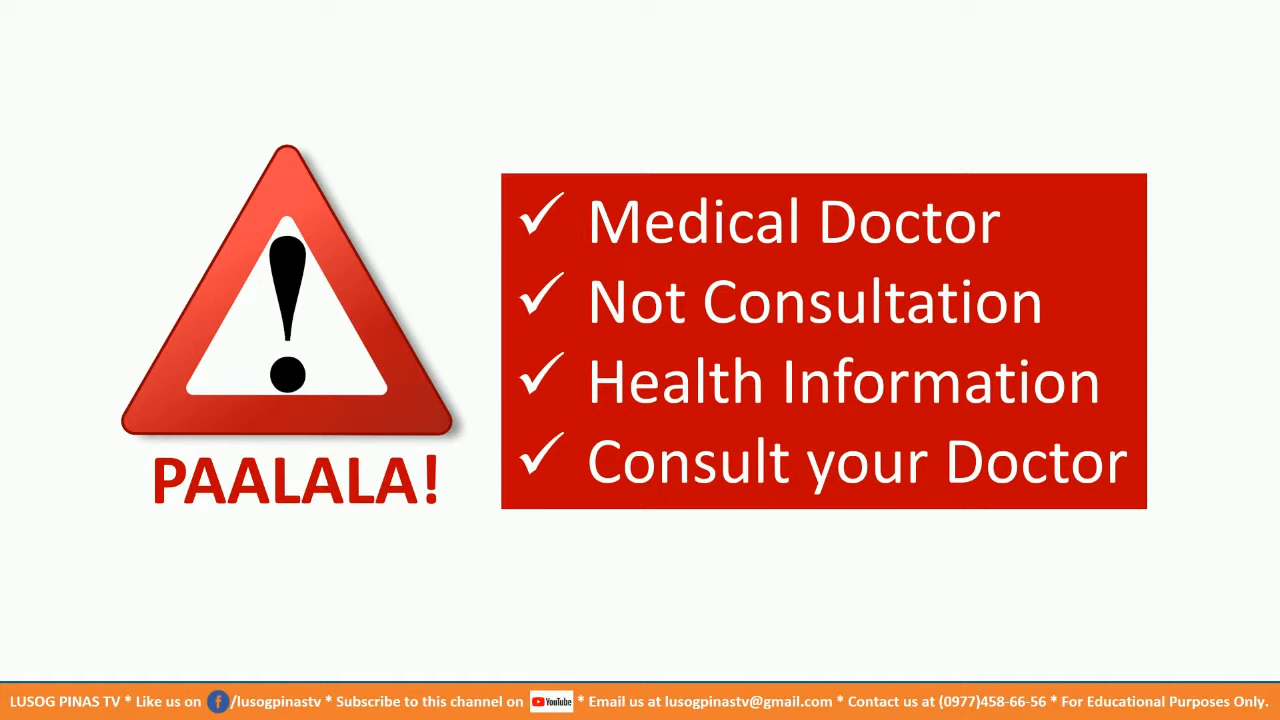 Medical Doctor
Not Consultation
Health Information
Consult your Doctor
PAALALA!
LUSOG PINAS TV * Like us on f/lusogpinastv * Subscribe to this channel on YouTube * Email us at lusogpinastv@gmail.com * Contact us at (0977)458-66-56 * For Educational Purposes Only.